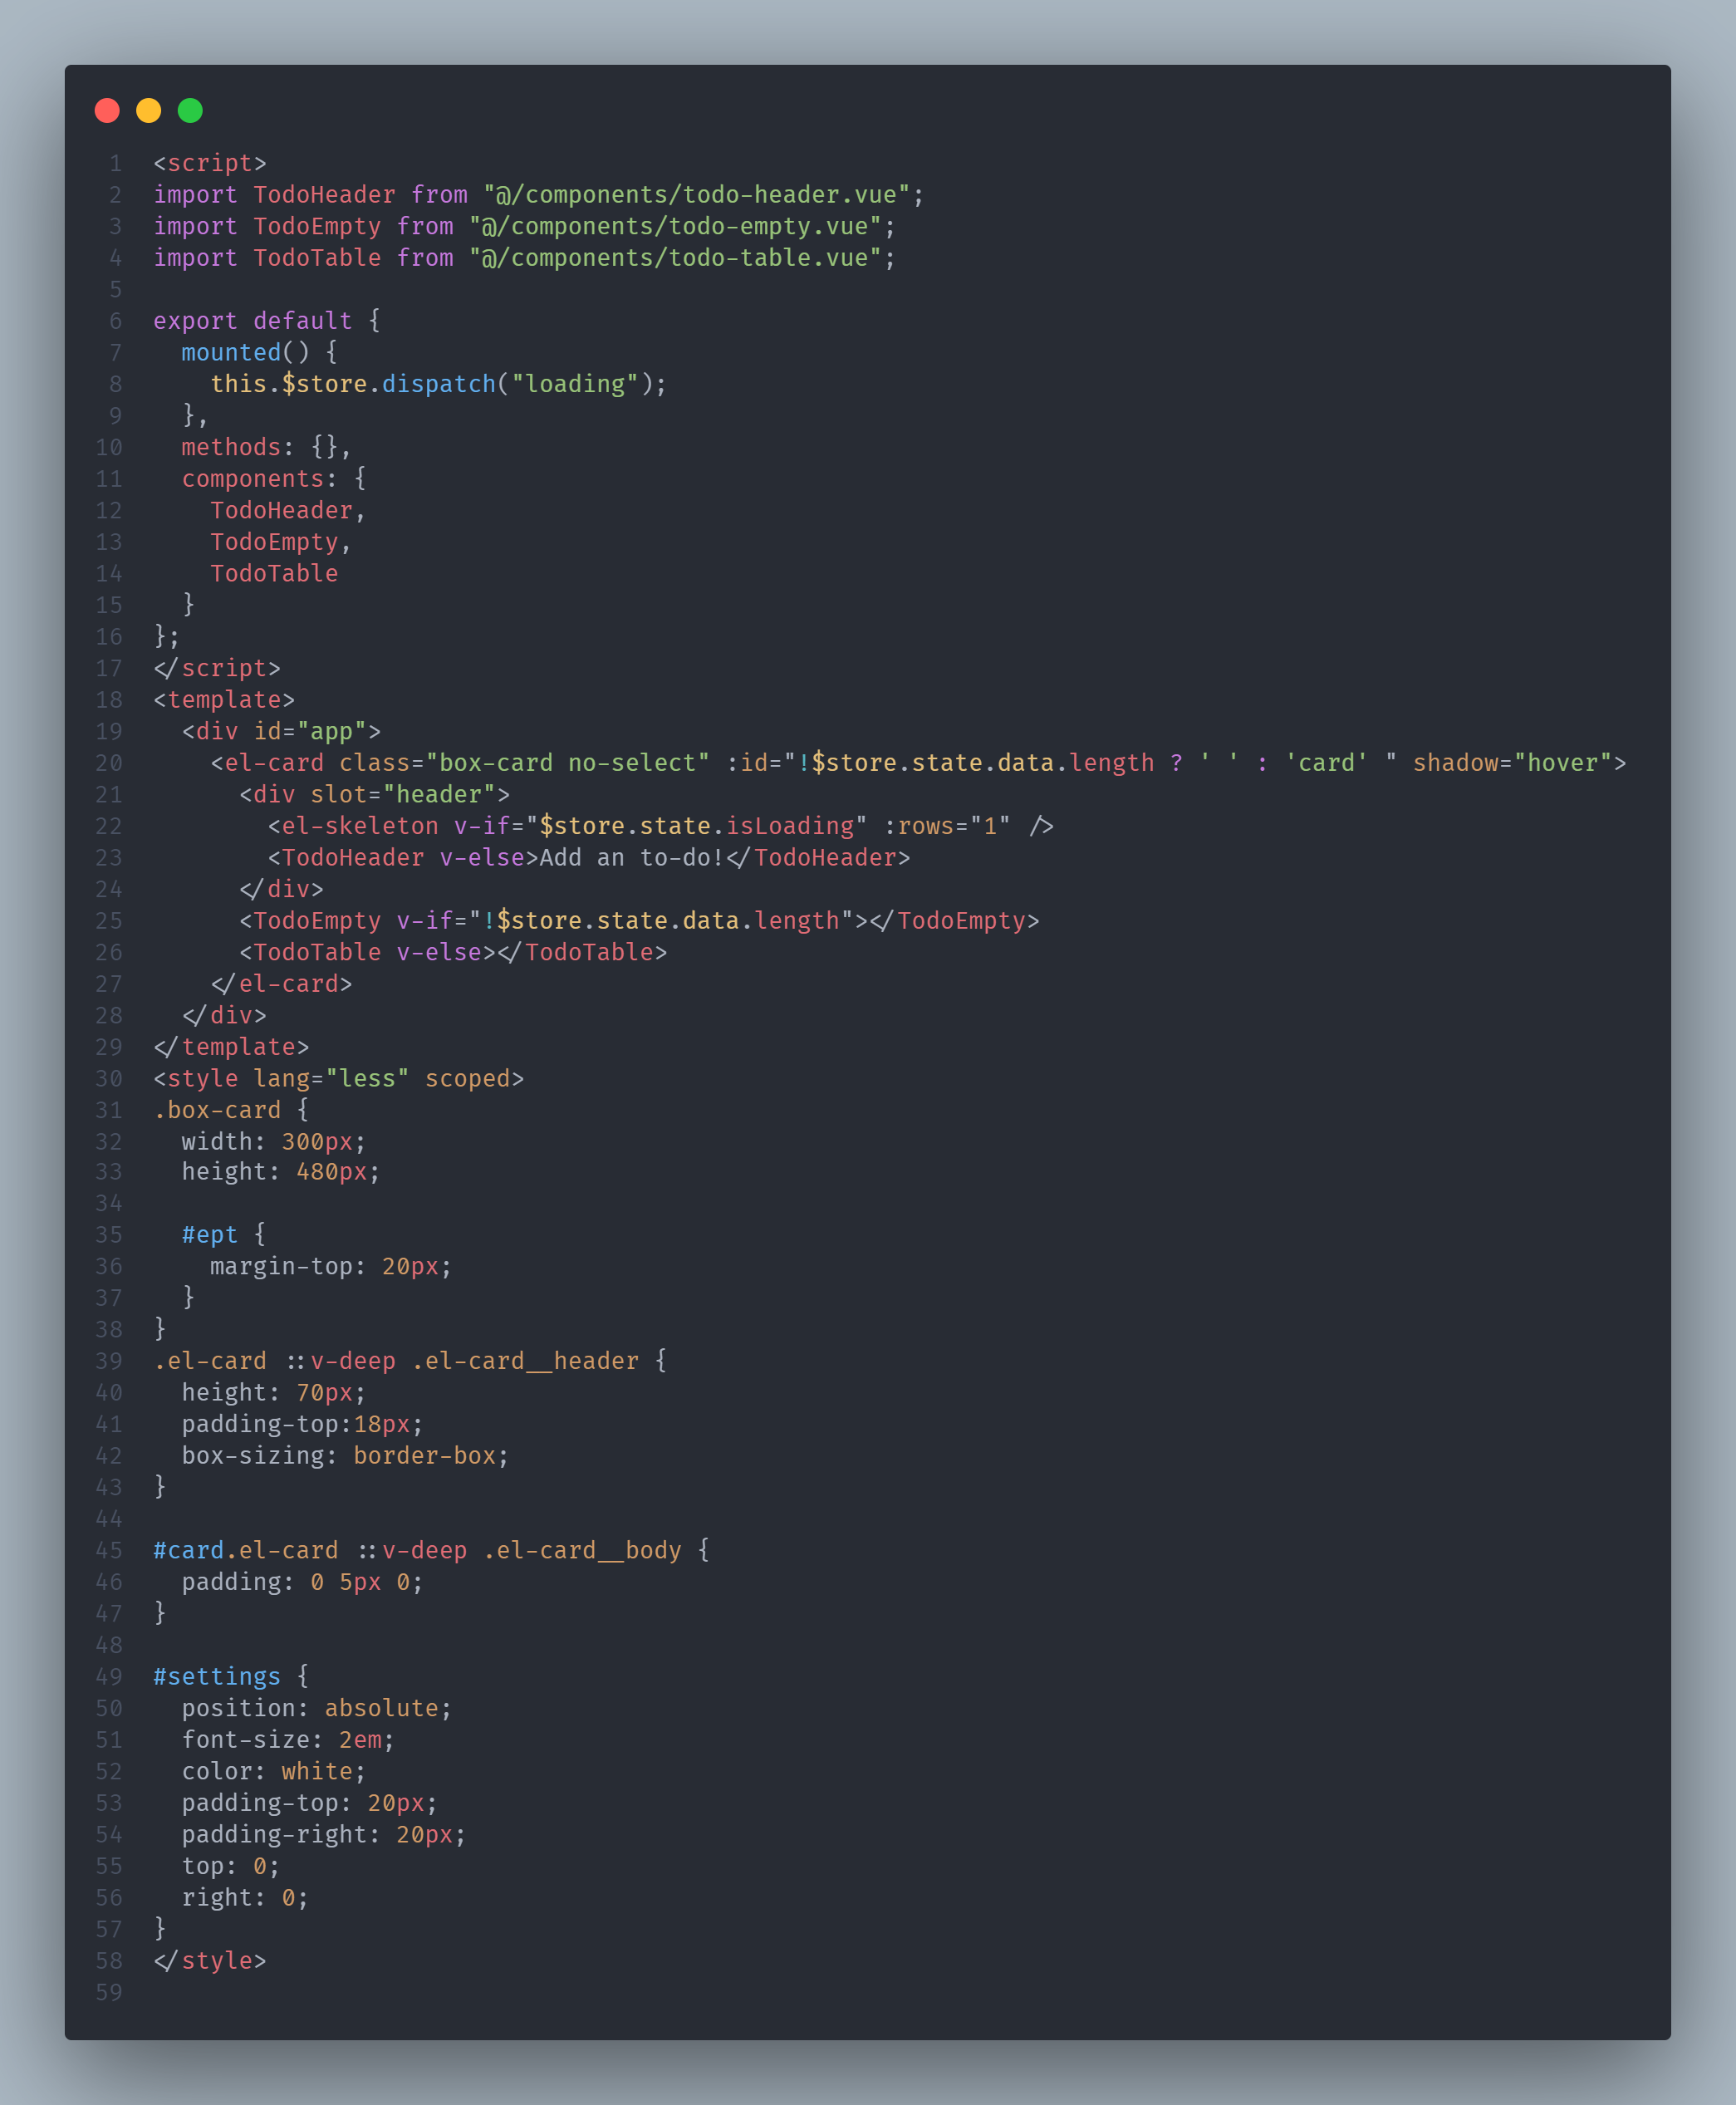 1 <script>
2 import TodoHeader from "@/components/todo-header.vue";
3 import TodoEmpty from "@/components/todo-empty.vue";
4 import TodoTable from "@/components/todo-table.vue";
5
6 export default {
7   mounted() {
8     this.$store.dispatch("loading");
9   },
10   methods: {},
11   components: {
12     TodoHeader,
13     TodoEmpty,
14     TodoTable
15   }
16 };
17 </script>
18 <template>
19   <div id="app">
20     <el-card class="box-card no-select" :id="!$store.state.data.length ? ' ' : 'card' " shadow="hover">
21       <div slot="header">
22         <el-skeleton v-if="$store.state.isLoading" :rows="1" />
23         <TodoHeader v-else>Add an to-do!</TodoHeader>
24       </div>
25       <TodoEmpty v-if="!$store.state.data.length"></TodoEmpty>
26       <TodoTable v-else></TodoTable>
27     </el-card>
28   </div>
29 </template>
30 <style lang="less" scoped>
31 .box-card {
32   width: 300px;
33   height: 480px;
34
35   #ept {
36     margin-top: 20px;
37   }
38 }
39 .el-card ::v-deep .el-card__header {
40   height: 70px;
41   padding-top:18px;
42   box-sizing: border-box;
43 }
44
45 #card.el-card ::v-deep .el-card__body {
46   padding: 0 5px 0;
47 }
48
49 #settings {
50   position: absolute;
51   font-size: 2em;
52   color: white;
53   padding-top: 20px;
54   padding-right: 20px;
55   top: 0;
56   right: 0;
57 }
58 </style>
59